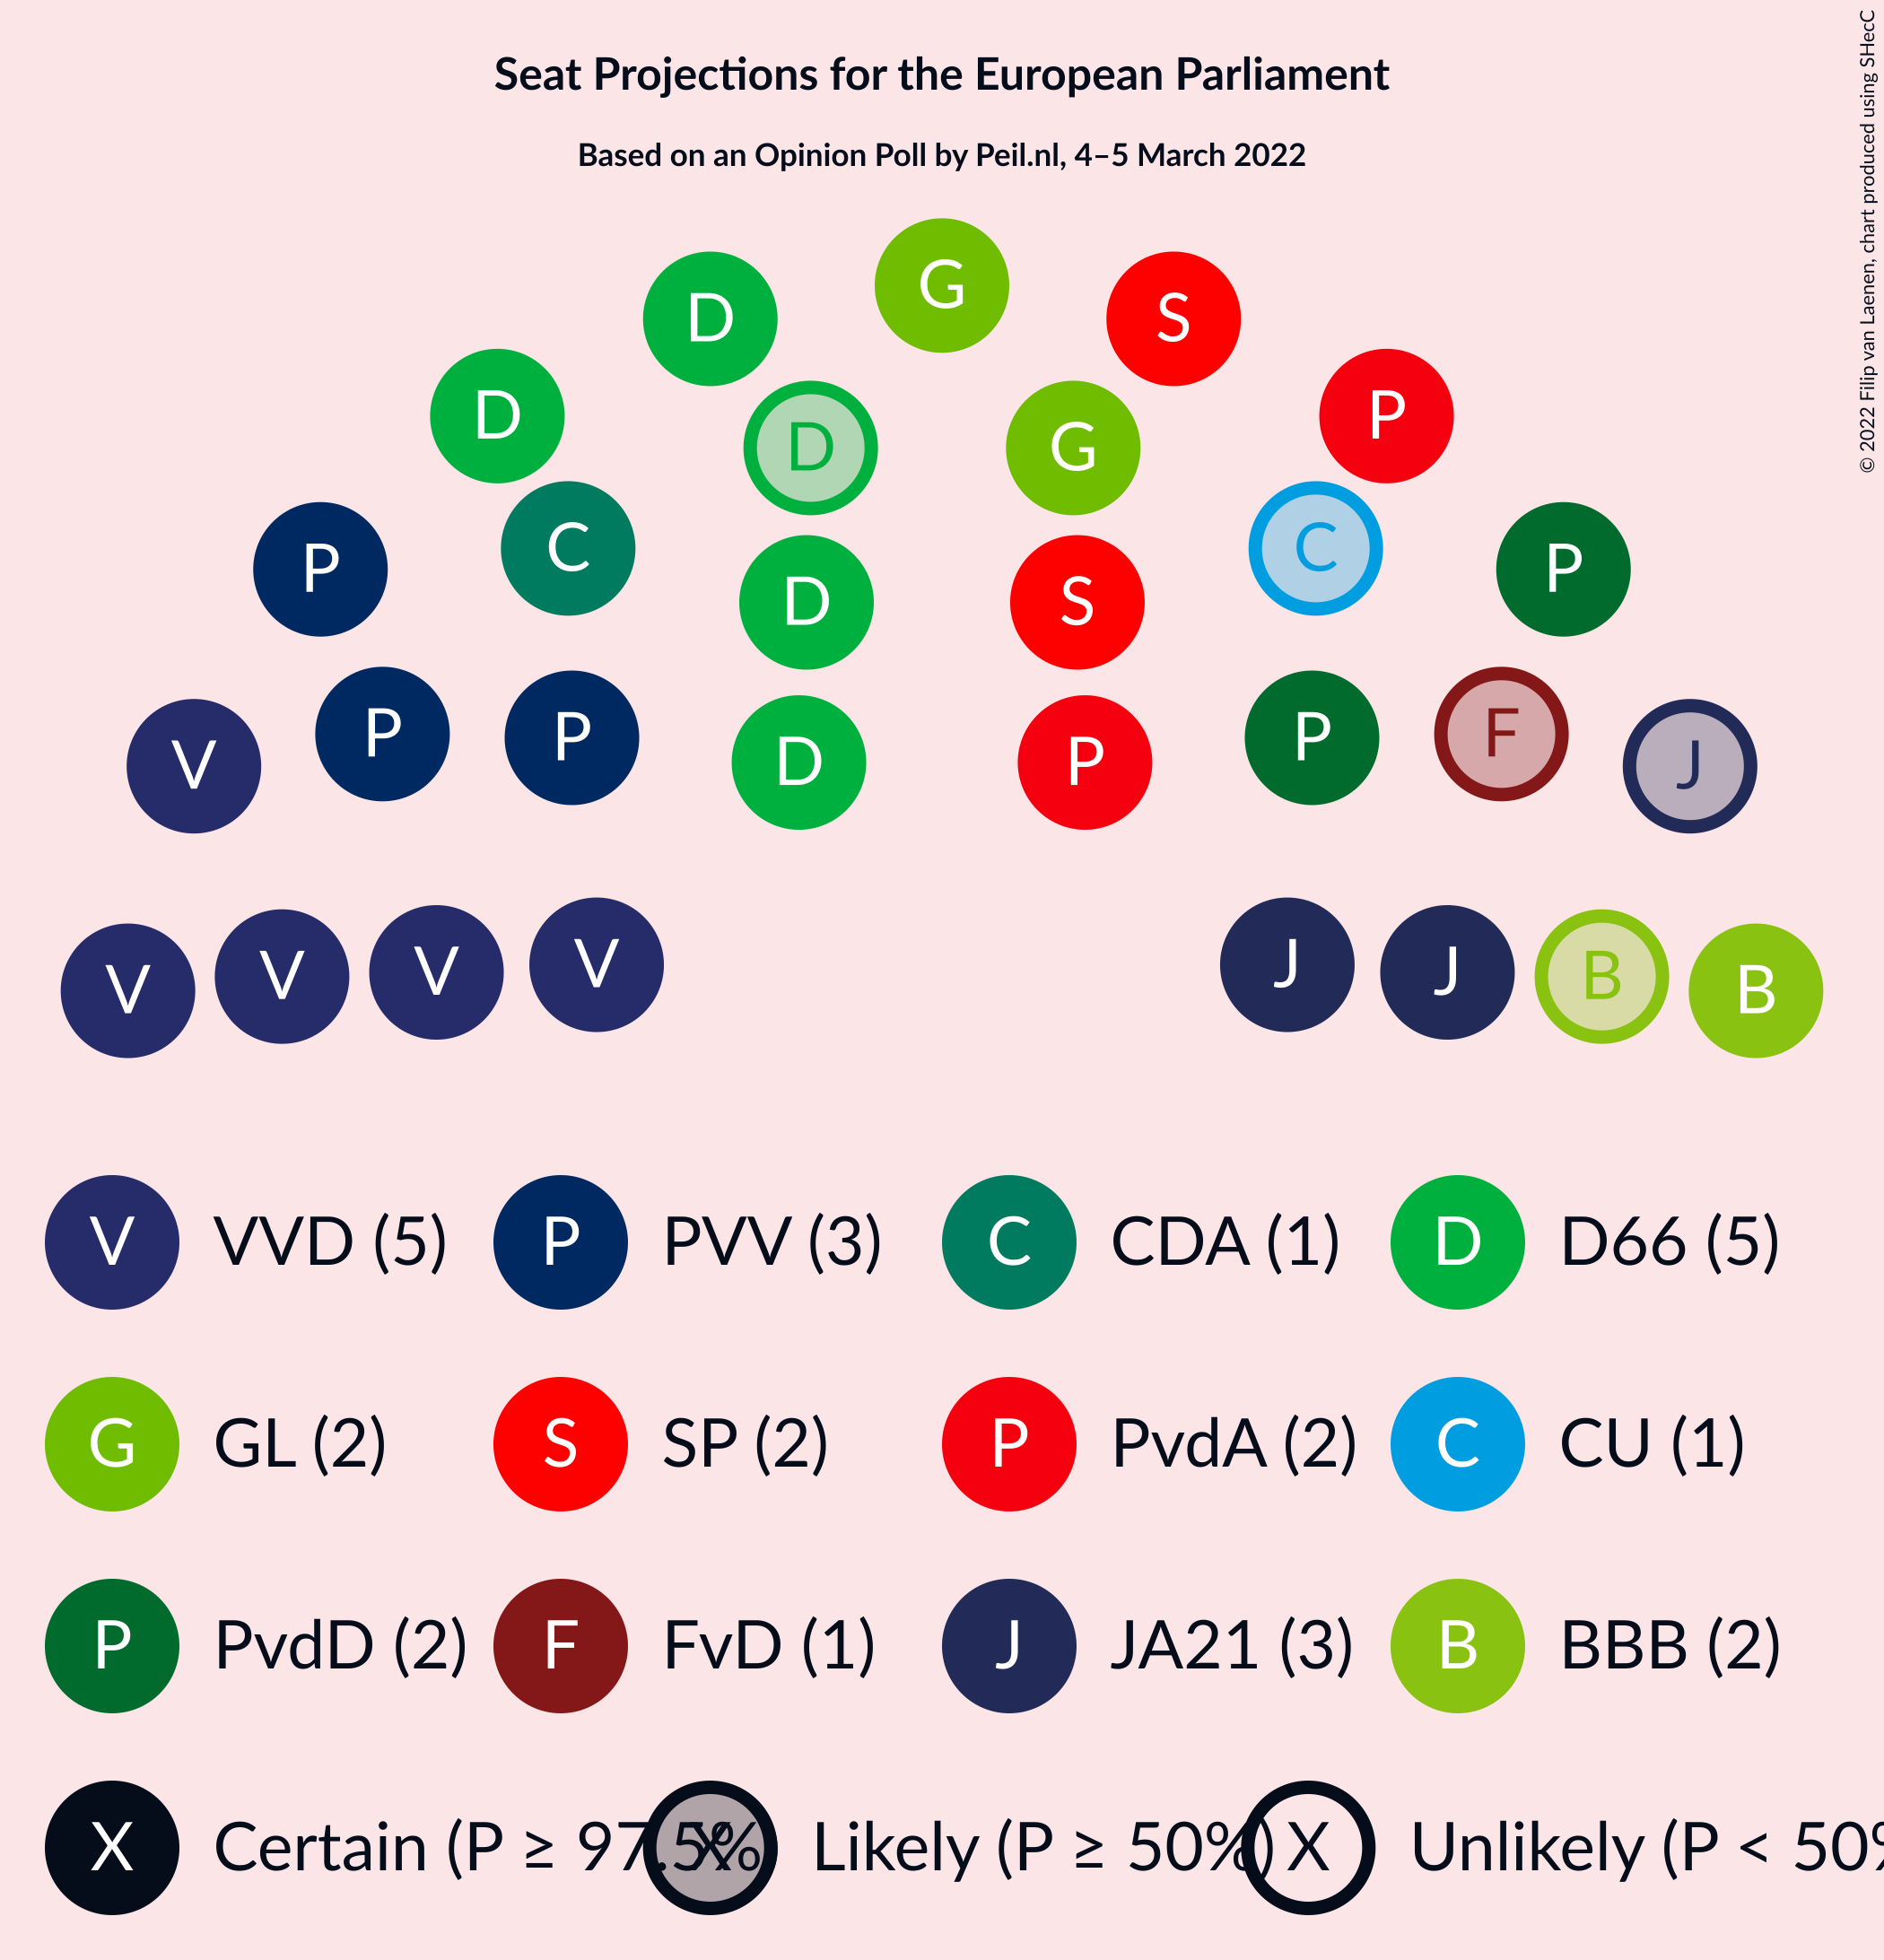 Seat Projections for the European Parliament
Based on an Opinion Poll by Peil.nl, 4–5 March 2022
© 2022 Filip van Laenen, chart produced using SHecC
G
D S
D P
D G
C C
P P
D S
P F
P P
V J
D P
V J
V J
V B
V B
V VVD (5) P PVV (3) C CDA (1) D D66 (5)
G GL (2) S SP (2) P PvdA (2) C CU (1)
P PvdD (2) F FvD (1) J JA21 (3) B BBB (2)
X Certain (P ≥ 97.5% X Likely (P ≥ 50%) X Unlikely (P < 50%